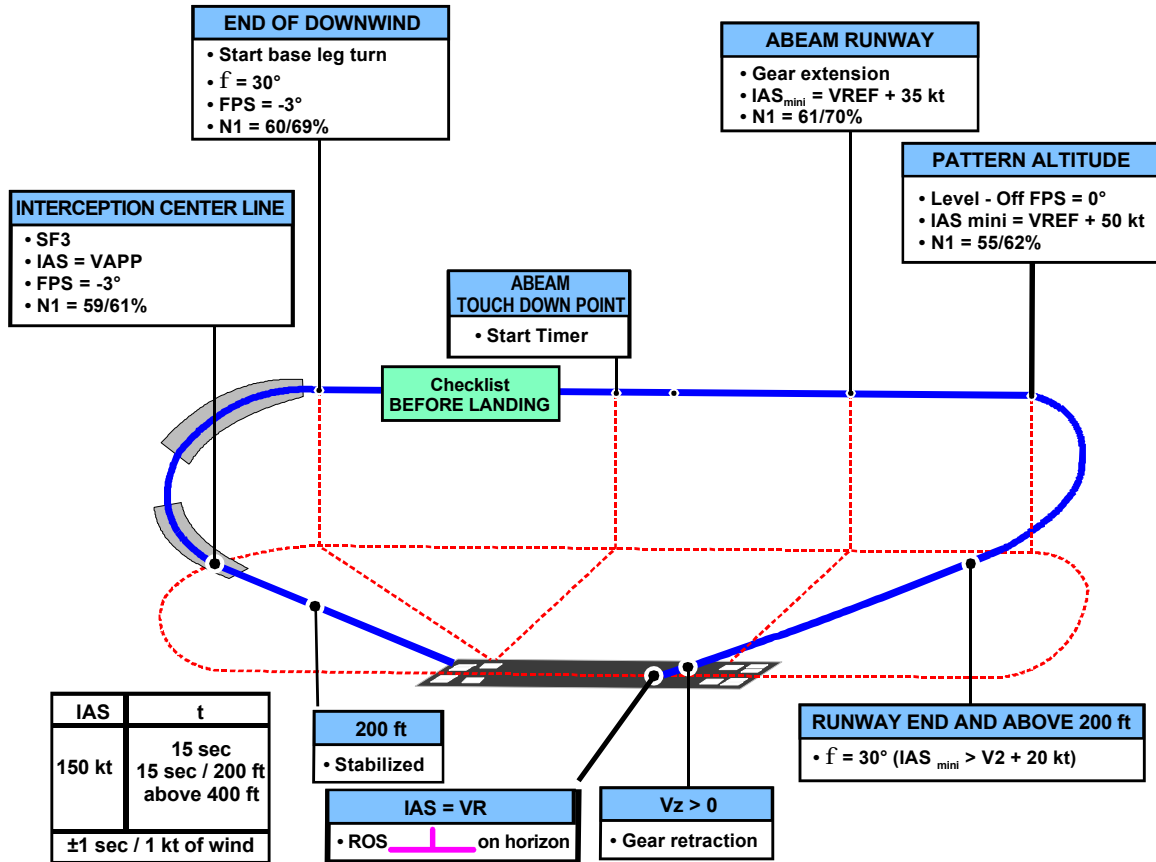 END OF DOWNWIND
• Start base leg turn
• f = 30°
• FPS = -3°
• N1 = 60/69%
ABEAM RUNWAY
• Gear extension
• IAS mini = VREF + 35 kt
• N1 = 61/70%
PATTERN ALTITUDE
• Level - Off FPS = 0°
• IAS mini = VREF + 50 kt
• N1 = 55/62%
INTERCEPTION CENTER LINE
• SF3
• IAS = VAPP
• FPS = -3°
• N1 = 59/61%
ABEAM
TOUCH DOWN POINT
• Start Timer
Checklist
BEFORE LANDING
IAS t
150 kt
15 sec
15 sec / 200 ft
above 400 ft
±1 sec / 1 kt of wind
200 ft
• Stabilized
IAS = VR
• ROS on horizon
Vz > 0
• Gear retraction
RUNWAY END AND ABOVE 200 ft
• f = 30° (IAS mini > V2 + 20 kt)